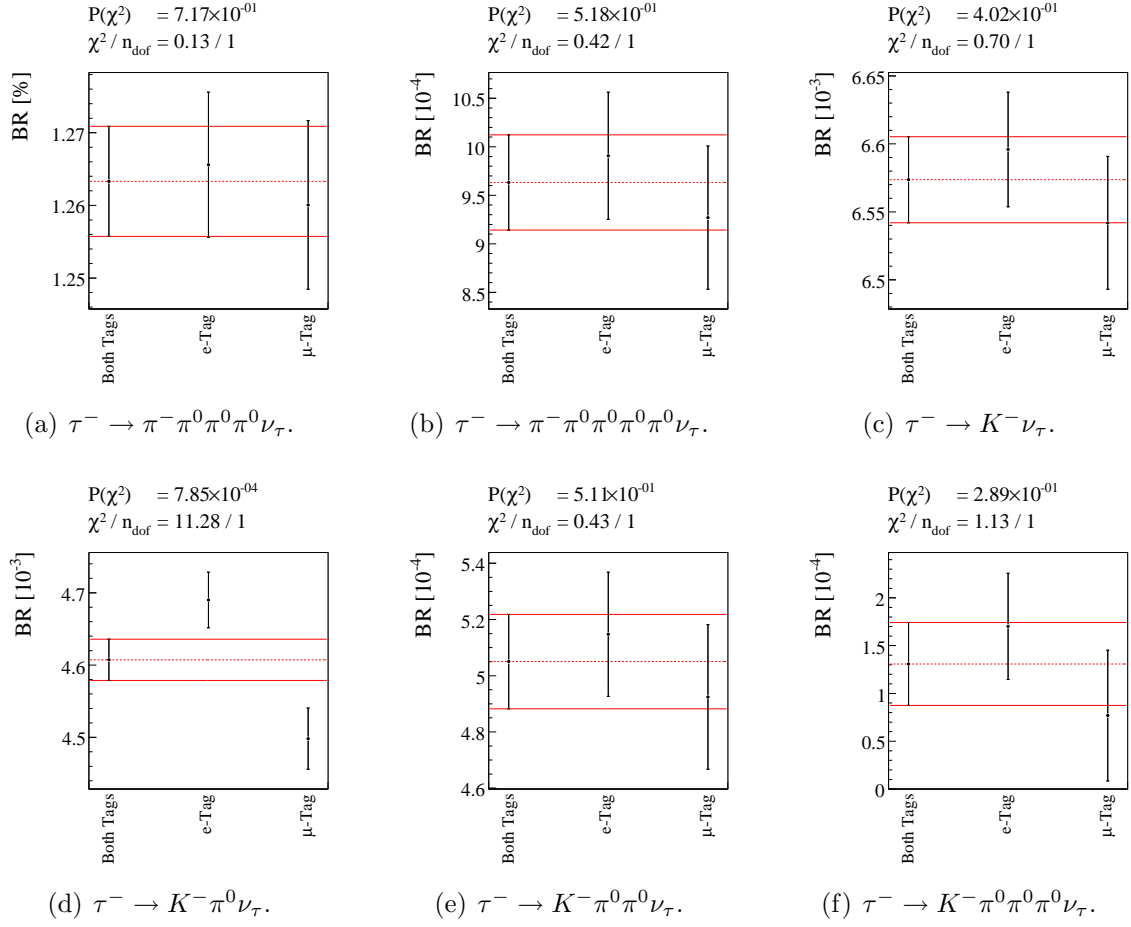 P(χ²) = 7.17×10⁻⁰¹
χ² / n_dof = 0.13 / 1
BR [%]
1.27
1.26
1.25
Both Tags
e-Tag
μ-Tag
(a) τ⁻ → π⁻π⁰π⁰π⁰ν_τ.
P(χ²) = 5.18×10⁻⁰¹
χ² / n_dof = 0.42 / 1
BR [10⁻⁴]
10.5
10
9.5
9
8.5
Both Tags
e-Tag
μ-Tag
(b) τ⁻ → π⁻π⁰π⁰π⁰π⁰ν_τ.
P(χ²) = 4.02×10⁻⁰¹
χ² / n_dof = 0.70 / 1
BR [10⁻³]
6.65
6.6
6.55
6.5
Both Tags
e-Tag
μ-Tag
(c) τ⁻ → K⁻ν_τ.
P(χ²) = 7.85×10⁻⁰⁴
χ² / n_dof = 11.28 / 1
BR [10⁻³]
4.7
4.6
4.5
Both Tags
e-Tag
μ-Tag
(d) τ⁻ → K⁻π⁰ν_τ.
P(χ²) = 5.11×10⁻⁰¹
χ² / n_dof = 0.43 / 1
BR [10⁻⁴]
5.4
5.2
5
4.8
4.6
Both Tags
e-Tag
μ-Tag
(e) τ⁻ → K⁻π⁰π⁰ν_τ.
P(χ²) = 2.89×10⁻⁰¹
χ² / n_dof = 1.13 / 1
BR [10⁻⁴]
2
1.5
1
0.5
0
Both Tags
e-Tag
μ-Tag
(f) τ⁻ → K⁻π⁰π⁰π⁰ν_τ.